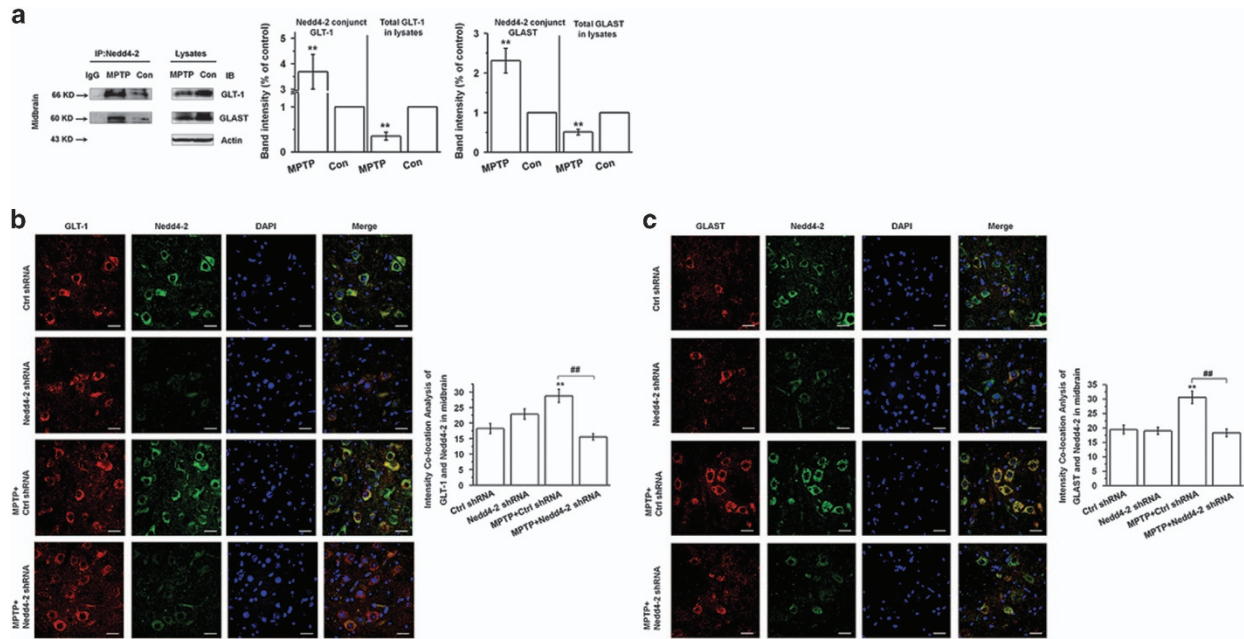 a
IP:Nedd4-2 Lysates
IgG MPTP Con MPTP Con IB
Midbrain
66 KD GLT-1
60 KD GLAST
43 KD Actin
Nedd4-2 conjunct GLT-1
Total GLT-1 in lysates
Band intensity (% of control)
5
4
3
1
0
**
**
MPTP Con MPTP Con
Nedd4-2 conjunct GLAST
Total GLAST in lysates
Band intensity (% of control)
3
2
1
0
**
**
MPTP Con MPTP Con
b
GLT-1 Nedd4-2 DAPI Merge
Ctrl shRNA
Nedd4-2 shRNA
MPTP+
Ctrl shRNA
MPTP+
Nedd4-2 shRNA
Intensity Co-location Analysis of
GLT-1 and Nedd4-2 in midbrain
30
25
20
15
10
5
0
**
##
Ctrl shRNA
Nedd4-2 shRNA
MPTP+Ctrl shRNA
MPTP+Nedd4-2 shRNA
c
GLAST Nedd4-2 DAPI Merge
Ctrl shRNA
Nedd4-2 shRNA
MPTP+
Ctrl shRNA
MPTP+
Nedd4-2 shRNA
Intensity Co-location Anlysis of
GLAST and Nedd4-2 in midbrain
35
30
25
20
15
10
5
0
**
##
Ctrl shRNA
Nedd4-2 shRNA
MPTP+Ctrl shRNA
MPTP+Nedd4-2 shRNA